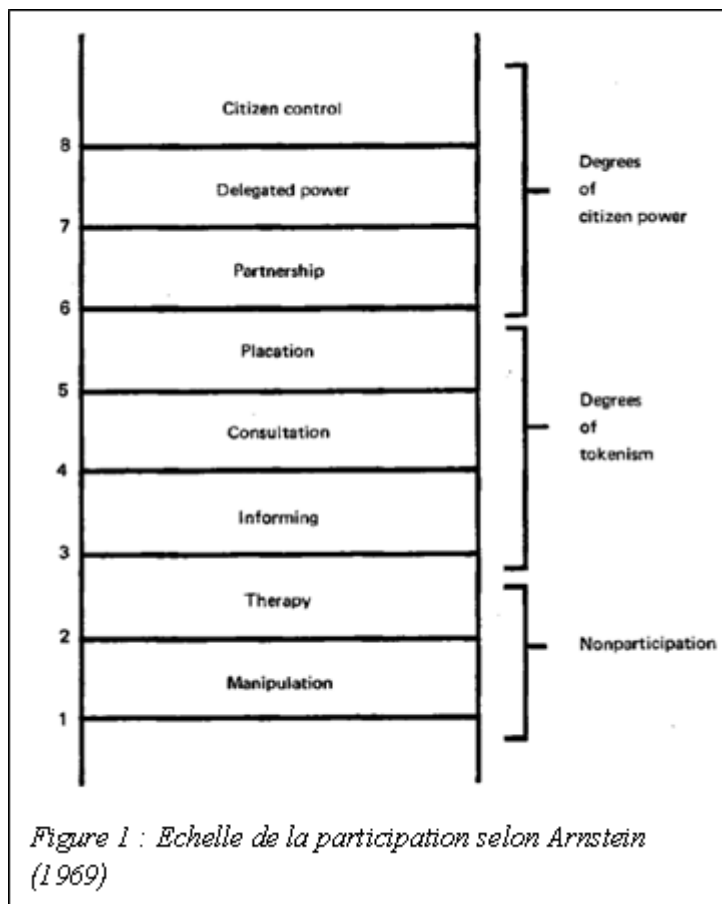 Citizen control
8
Delegated power
7
Partnership
6
Placation
5
Consultation
4
Informing
3
Therapy
2
Manipulation
1
Degrees
of
citizen power
Degrees
of
tokenism
Nonparticipation
Figure 1 : Echelle de la participation selon Arnstein
(1969)